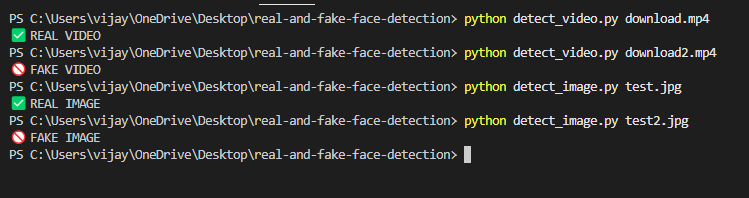 PS C:\Users\vijay\OneDrive\Desktop\real-and-fake-face-detection> python detect_video.py download.mp4
✅ REAL VIDEO
PS C:\Users\vijay\OneDrive\Desktop\real-and-fake-face-detection> python detect_video.py download2.mp4
🚫 FAKE VIDEO
PS C:\Users\vijay\OneDrive\Desktop\real-and-fake-face-detection> python detect_image.py test.jpg
✅ REAL IMAGE
PS C:\Users\vijay\OneDrive\Desktop\real-and-fake-face-detection> python detect_image.py test2.jpg
🚫 FAKE IMAGE
PS C:\Users\vijay\OneDrive\Desktop\real-and-fake-face-detection>